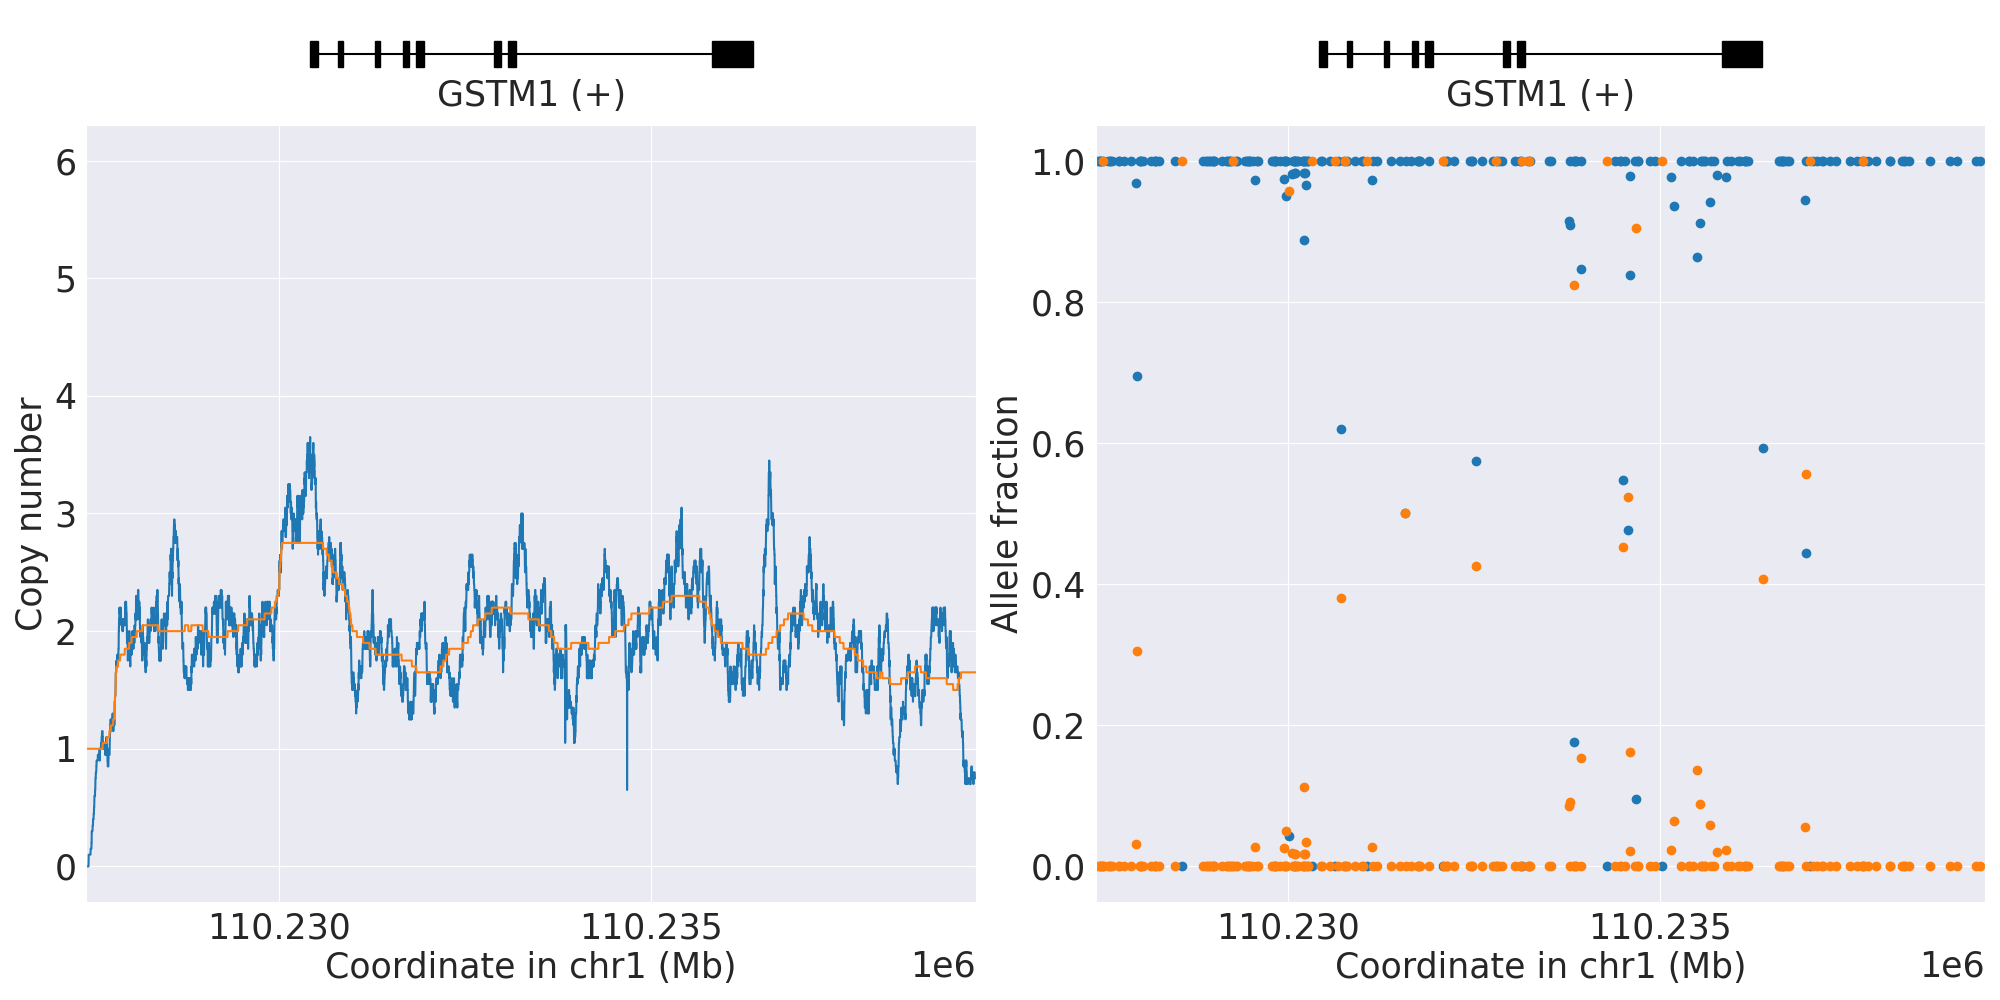 GSTM1 (+)
6
5
4
3
2
1
0
Copy number
110.230
110.235
Coordinate in chr1 (Mb)
1e6
GSTM1 (+)
1.0
0.8
0.6
0.4
0.2
0.0
Allele fraction
110.230
110.235
Coordinate in chr1 (Mb)
1e6